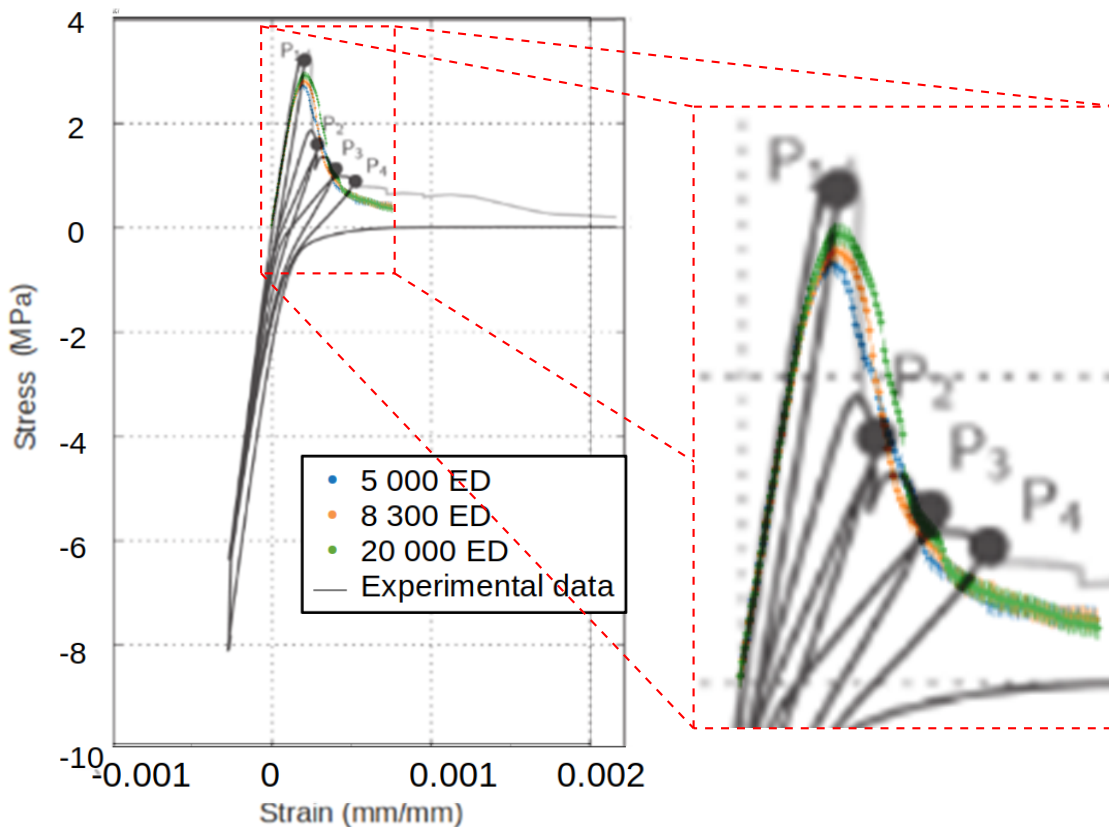 4
2
0
-2
-4
-6
-8
-10
Stress (MPa)
P1
P2
P3
P4
5 000 ED
8 300 ED
20 000 ED
Experimental data
-0.001
0
0.001
0.002
Strain (mm/mm)
P1
P2
P3
P4